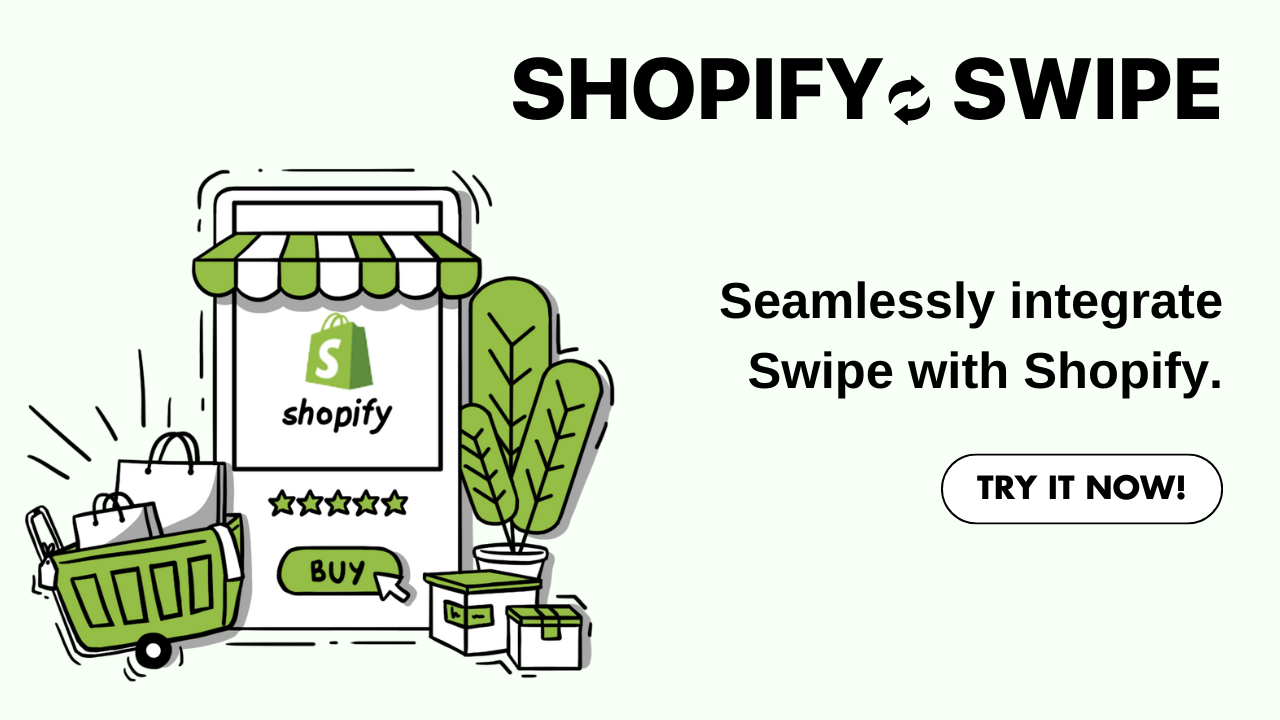 SHOPIFY SWIPE
Seamlessly integrate
Swipe with Shopify.
TRY IT NOW!
S
shopify
BUY